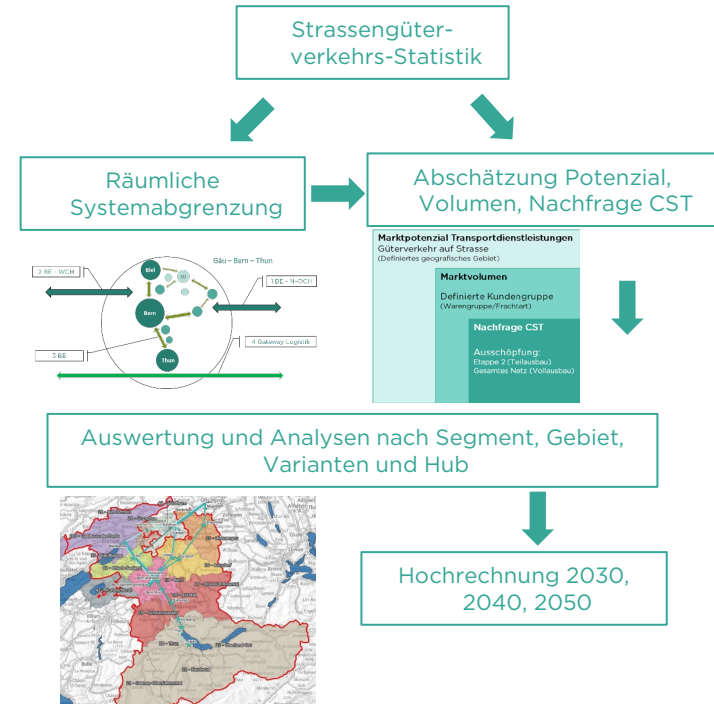 Strassengüter-
verkehrs-Statistik
Räumliche
Systemabgrenzung
Abschätzung Potenzial,
Volumen, Nachfrage CST
Gäu – Bern – Thun
2 BE - WCH
1 BE - N-OCH
Biel
Bern
Thun
3 BE
4 Gateway Logistik
Marktpotenzial Transportdienstleistungen
Güterverkehr auf Strasse
(Definiertes geografisches Gebiet)
Marktvolumen
Definierte Kundengruppe
(Warengruppe/Frachtart)
Nachfrage CST
Ausschöpfung:
Etappe 2 (Teilausbau)
Gesamtes Netz (Vollausbau)
Auswertung und Analysen nach Segment, Gebiet,
Varianten und Hub
Hochrechnung 2030,
2040, 2050